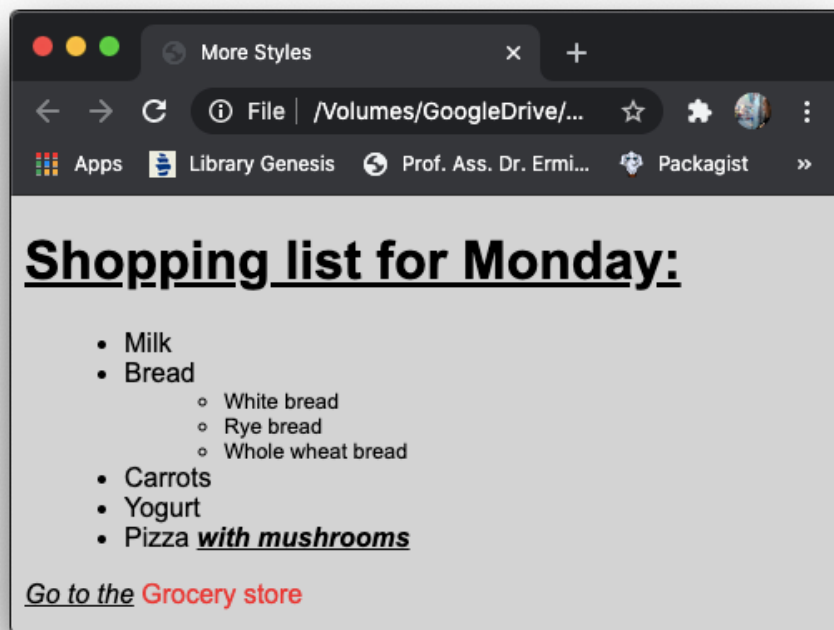 More Styles
File /Volumes/GoogleDrive/...
Apps Library Genesis Prof. Ass. Dr. Ermi... Packagist »
Shopping list for Monday:
• Milk
• Bread
◦ White bread
◦ Rye bread
◦ Whole wheat bread
• Carrots
• Yogurt
• Pizza with mushrooms
Go to the Grocery store